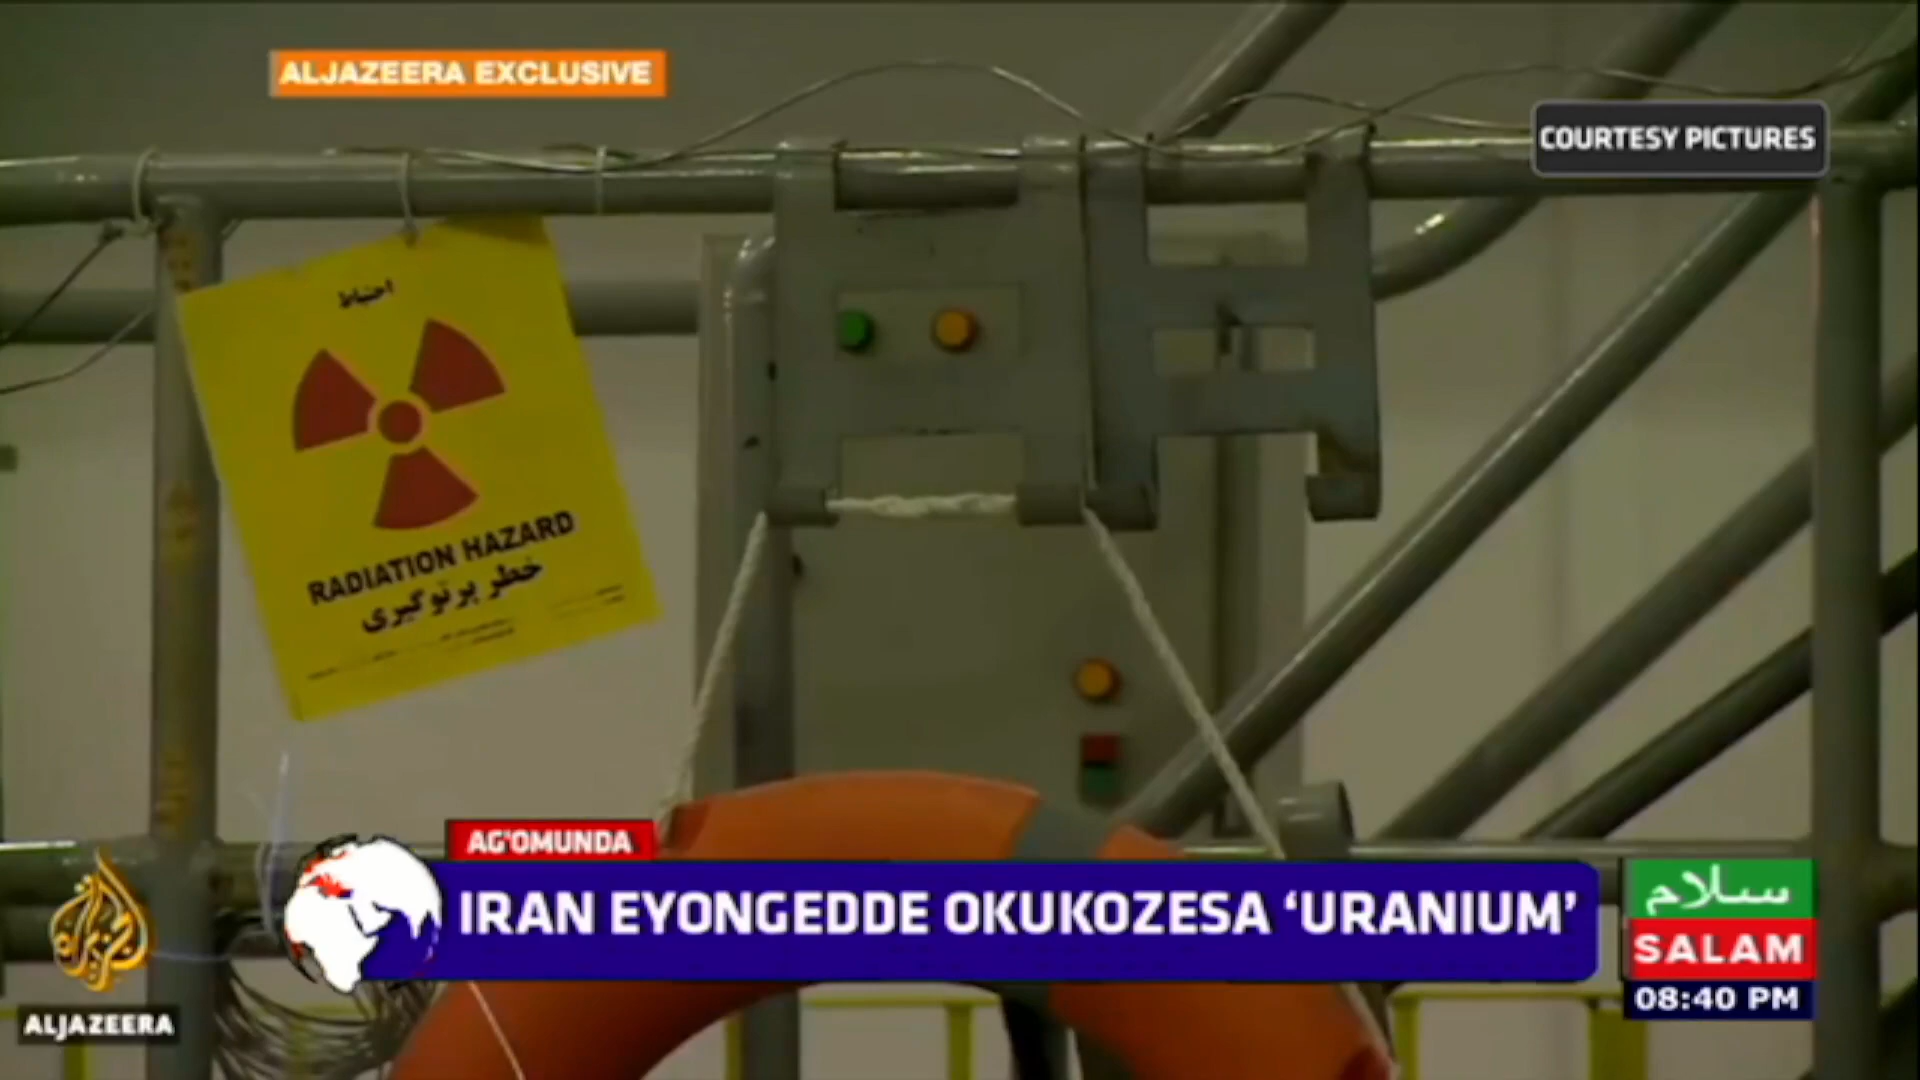 ALJAZEERA EXCLUSIVE
COURTESY PICTURES
احتیاط
RADIATION HAZARD
خطر پرتوگیری
AG'OMUNDA
IRAN EYONGEDDE OKUKOZESA ‘URANIUM’
سلام
SALAM
08:40 PM
الجزيرة
ALJAZEERA